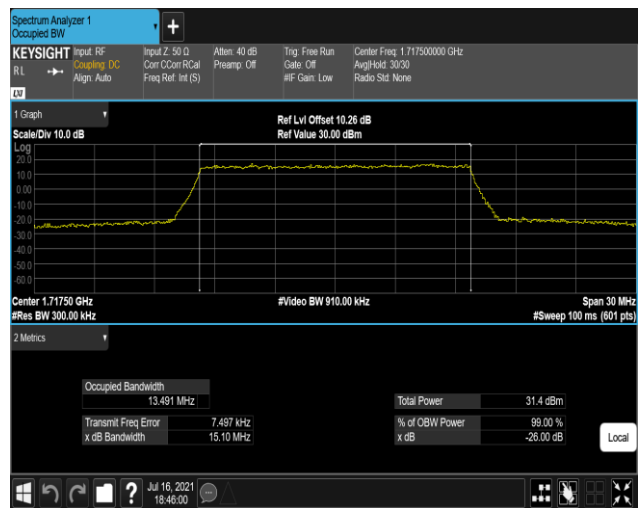 Spectrum Analyzer 1
Occupied BW
+
KEYSIGHT Input: RF Input Z: 50 Ω Atten: 40 dB Trig: Free Run Center Freq: 1.717500000 GHz
RL Coupling: DC Corr CCorr RCal Preamp: Off Gate: Off Avg|Hold: 30/30
Align: Auto Freq Ref: Int (S) #IF Gain: Low Radio Std: None
LXI
1 Graph Ref Lvl Offset 10.26 dB
Scale/Div 10.0 dB Ref Value 30.00 dBm
Log
20.0
10.0
0.00
-10.0
-20.0
-30.0
-40.0
-50.0
-60.0
Center 1.71750 GHz #Video BW 910.00 kHz Span 30 MHz
#Res BW 300.00 kHz #Sweep 100 ms (601 pts)
2 Metrics
Occupied Bandwidth
13.491 MHz Total Power 31.4 dBm
Transmit Freq Error 7.497 kHz % of OBW Power 99.00 %
x dB Bandwidth 15.10 MHz x dB -26.00 dB
Local
? Jul 16, 2021
18:46:00